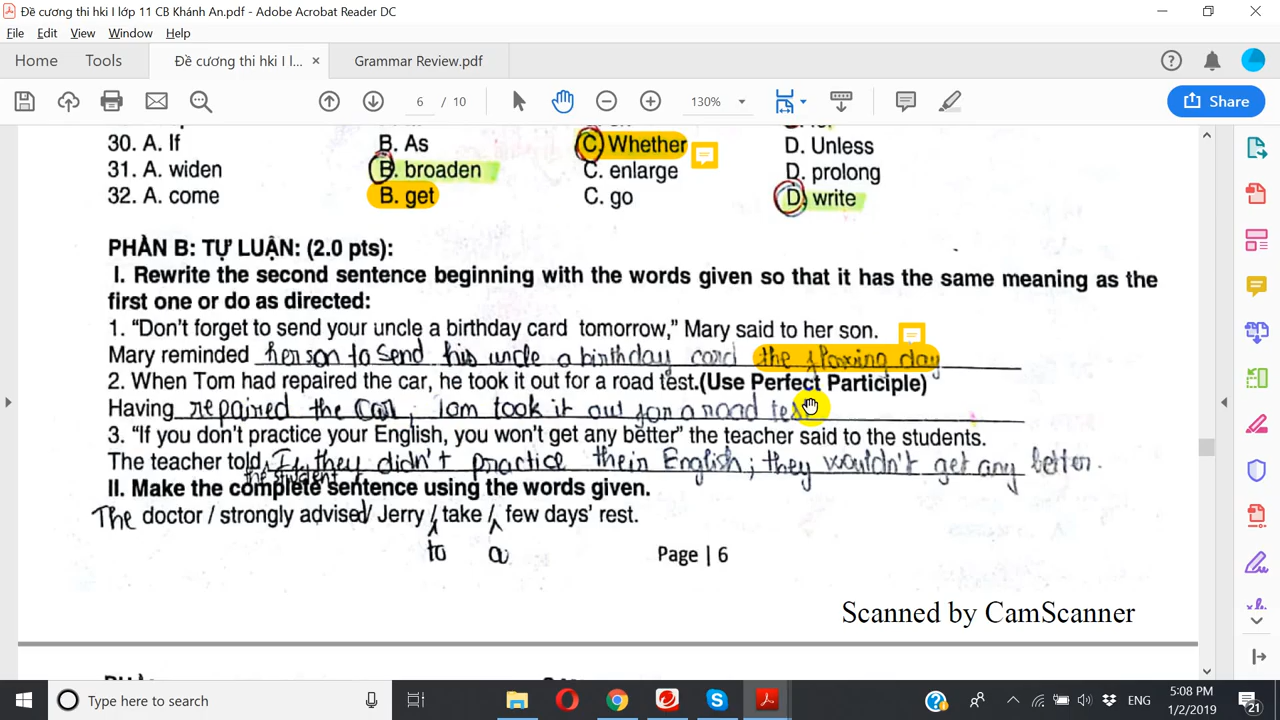 Đề cương thi hki I lớp 11 CB Khánh An.pdf - Adobe Acrobat Reader DC
File Edit View Window Help
Home Tools Đề cương thi hki I l... × Grammar Review.pdf
6 / 10 130% Share
30. A. If B. As C. Whether D. Unless
31. A. widen B. broaden C. enlarge D. prolong
32. A. come B. get C. go D. write
PHẦN B: TỰ LUẬN: (2.0 pts):
I. Rewrite the second sentence beginning with the words given so that it has the same meaning as the
first one or do as directed:
1. “Don't forget to send your uncle a birthday card tomorrow,” Mary said to her son.
Mary reminded her son to send his uncle a birthday card the floxing day
2. When Tom had repaired the car, he took it out for a road test.(Use Perfect Participle)
Having repaired the car, Tom took it out for a road test
3. “If you don't practice your English, you won't get any better” the teacher said to the students.
The teacher told If they didn't practice their English; they wouldn't get any better.
the student
II. Make the complete sentence using the words given.
The doctor / strongly advised/ Jerry / take / few days' rest.
to a
Page | 6
Scanned by CamScanner
Type here to search
ENG
5:08 PM
1/2/2019
21